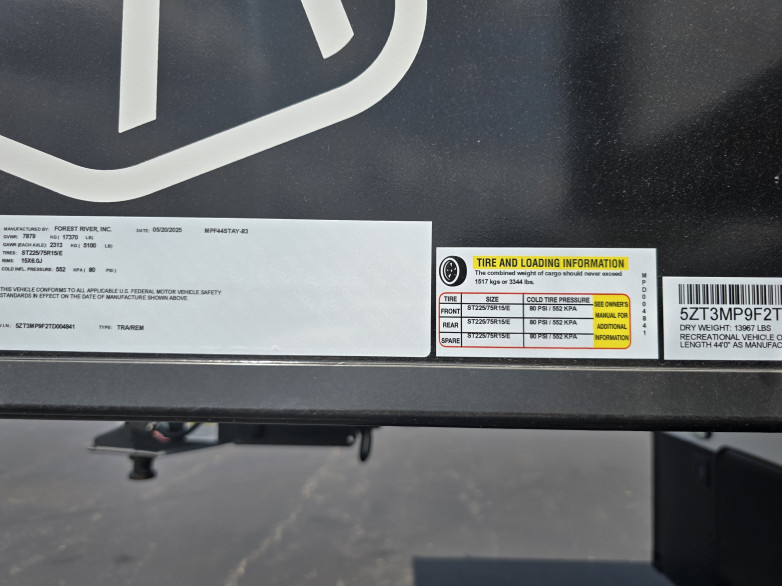 MANUFACTURED BY: FOREST RIVER, INC. DATE: 05/20/2025 MPF44STAY-83
GVWR: 7879 KG ( 17370 LB)
GAWR (EACH AXLE): 2313 KG ( 5100 LB)
TIRES: ST225/75R15/E
RIMS: 15X6.0J
COLD INFL. PRESSURE: 552 KPA ( 80 PSI )
THIS VEHICLE CONFORMS TO ALL APPLICABLE U.S. FEDERAL MOTOR VEHICLE SAFETY
STANDARDS IN EFFECT ON THE DATE OF MANUFACTURE SHOWN ABOVE.
V.I.N.: 5ZT3MP9F2TD004841 TYPE: TRA/REM
TIRE AND LOADING INFORMATION
The combined weight of cargo should never exceed
1517 kgs or 3344 lbs.
TIRE SIZE COLD TIRE PRESSURE
FRONT ST225/75R15/E 80 PSI / 552 KPA
REAR ST225/75R15/E 80 PSI / 552 KPA
SPARE ST225/75R15/E 80 PSI / 552 KPA
SEE OWNER'S
MANUAL FOR
ADDITIONAL
INFORMATION
MPD004841
5ZT3MP9F2T
DRY WEIGHT: 13967 LBS
RECREATIONAL VEHICLE O
LENGTH 44'0" AS MANUFAC